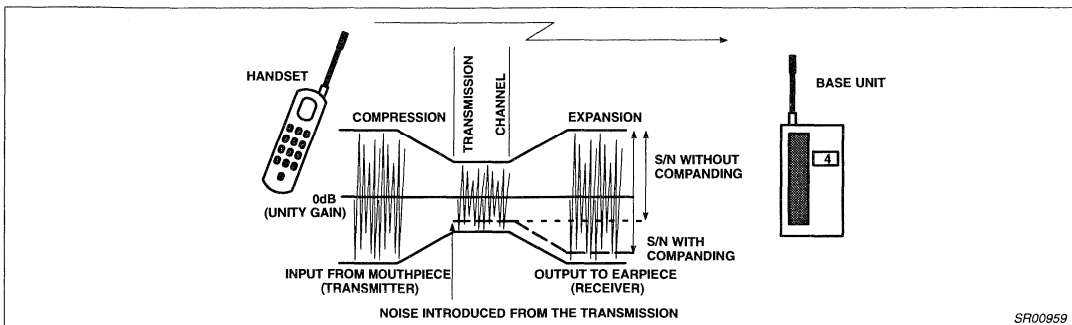 HANDSET
COMPRESSION
TRANSMISSION
CHANNEL
EXPANSION
BASE UNIT
4
S/N WITHOUT
COMPANDING
0dB
(UNITY GAIN)
S/N WITH
COMPANDING
INPUT FROM MOUTHPIECE
(TRANSMITTER)
OUTPUT TO EARPIECE
(RECEIVER)
NOISE INTRODUCED FROM THE TRANSMISSION
SR00959